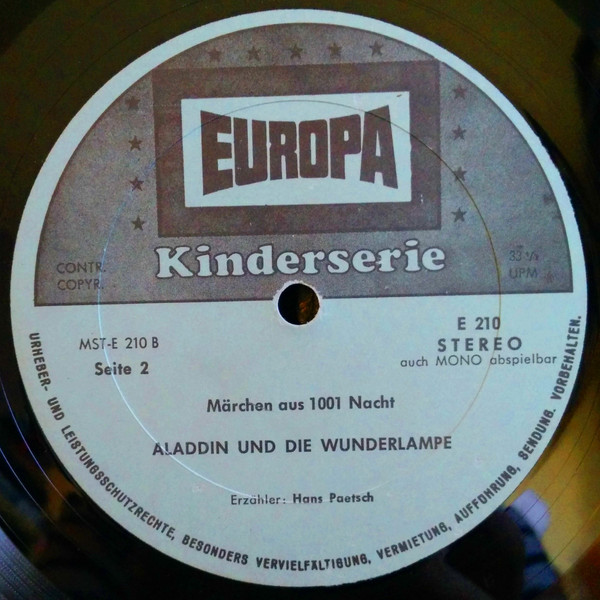 EUROPA
Kinderserie
CONTR.
COPYR.
33⅓
UPM
MST-E 210 B
Seite 2
E 210
STEREO
auch MONO abspielbar
Märchen aus 1001 Nacht
ALADDIN UND DIE WUNDERLAMPE
Erzähler: Hans Paetsch
URHEBER- UND LEISTUNGSSCHUTZRECHTE, BESONDERS VERVIELFÄLTIGUNG, VERMIETUNG, AUFFÜHRUNG, SENDUNG, VORBEHALTEN.